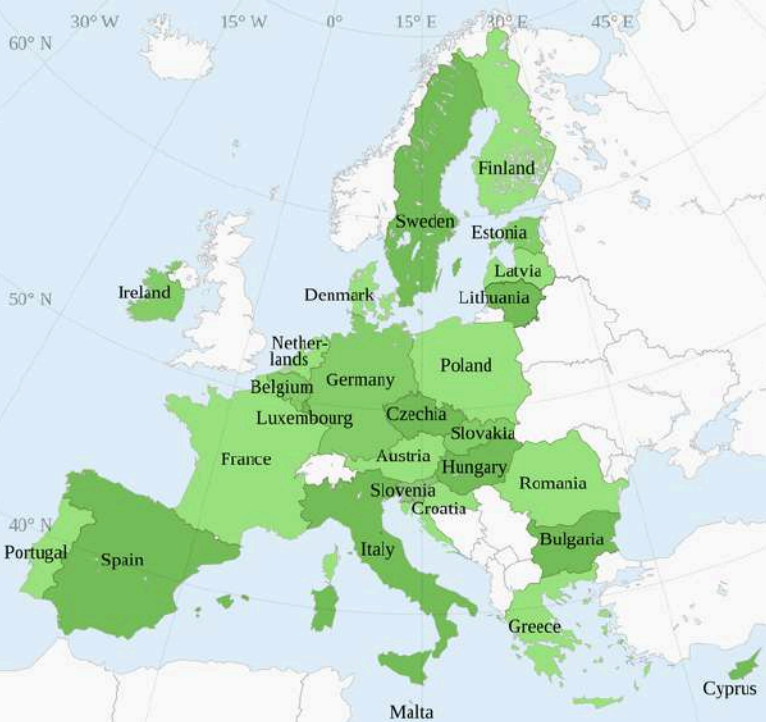 30° W
15° W
0°
15° E
30° E
45° E
60° N
Finland
Sweden
Estonia
Latvia
Ireland
Denmark
Lithuania
50° N
Nether-
lands
Poland
Germany
Belgium
Luxembourg
Czechia
Slovakia
Austria
France
Hungary
Romania
Slovenia
Croatia
40° N
Bulgaria
Portugal
Italy
Spain
Greece
Cyprus
Malta